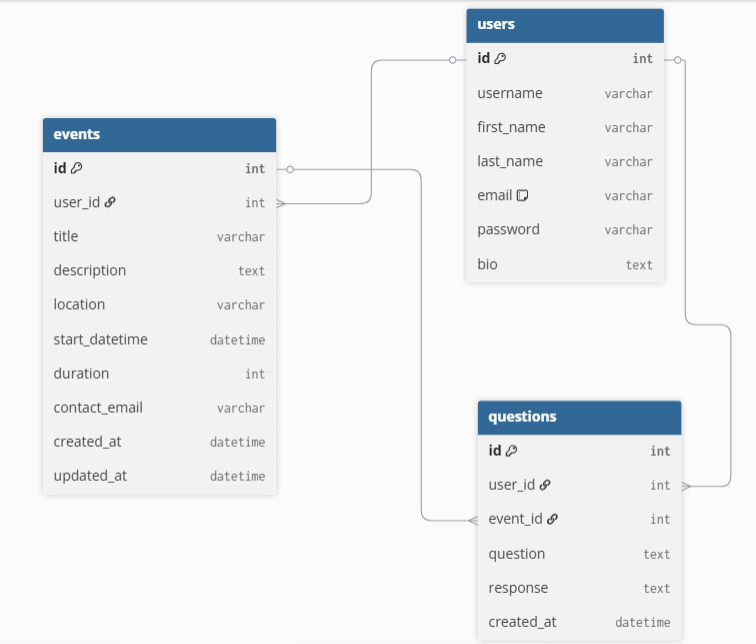 users
id int
username varchar
first_name varchar
last_name varchar
email varchar
password varchar
bio text
events
id int
user_id int
title varchar
description text
location varchar
start_datetime datetime
duration int
contact_email varchar
created_at datetime
updated_at datetime
questions
id int
user_id int
event_id int
question text
response text
created_at datetime